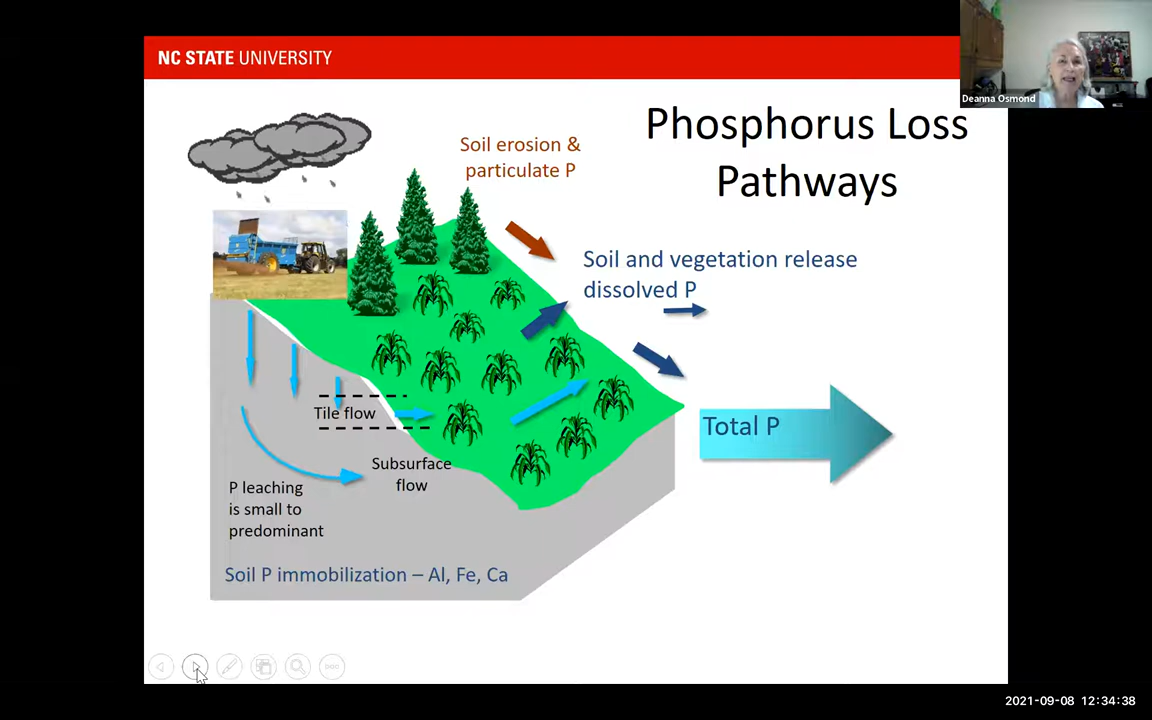 NC STATE UNIVERSITY
Deanna Osmond
Phosphorus Loss
Pathways
Soil erosion &
particulate P
Soil and vegetation release
dissolved P
Tile flow
Total P
Subsurface
flow
P leaching
is small to
predominant
Soil P immobilization – Al, Fe, Ca
2021-09-08 12:34:38